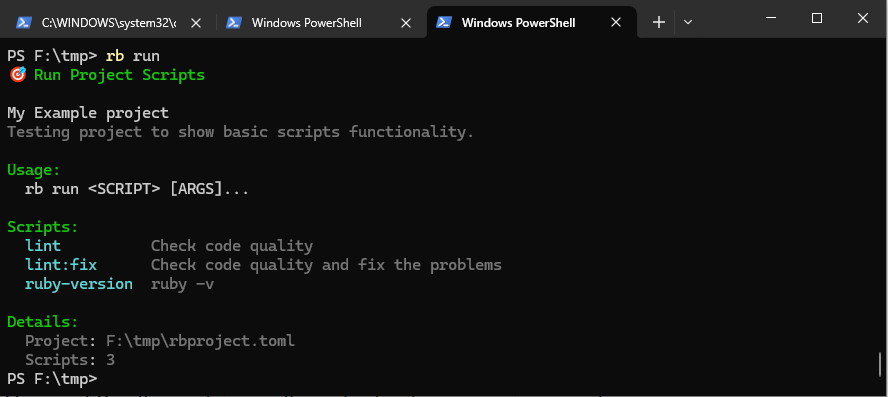 C:\WINDOWS\system32\c
Windows PowerShell
Windows PowerShell
PS F:\tmp> rb run
🎯 Run Project Scripts
My Example project
Testing project to show basic scripts functionality.
Usage:
rb run <SCRIPT> [ARGS]...
Scripts:
lint Check code quality
lint:fix Check code quality and fix the problems
ruby-version ruby -v
Details:
Project: F:\tmp\rbproject.toml
Scripts: 3
PS F:\tmp>